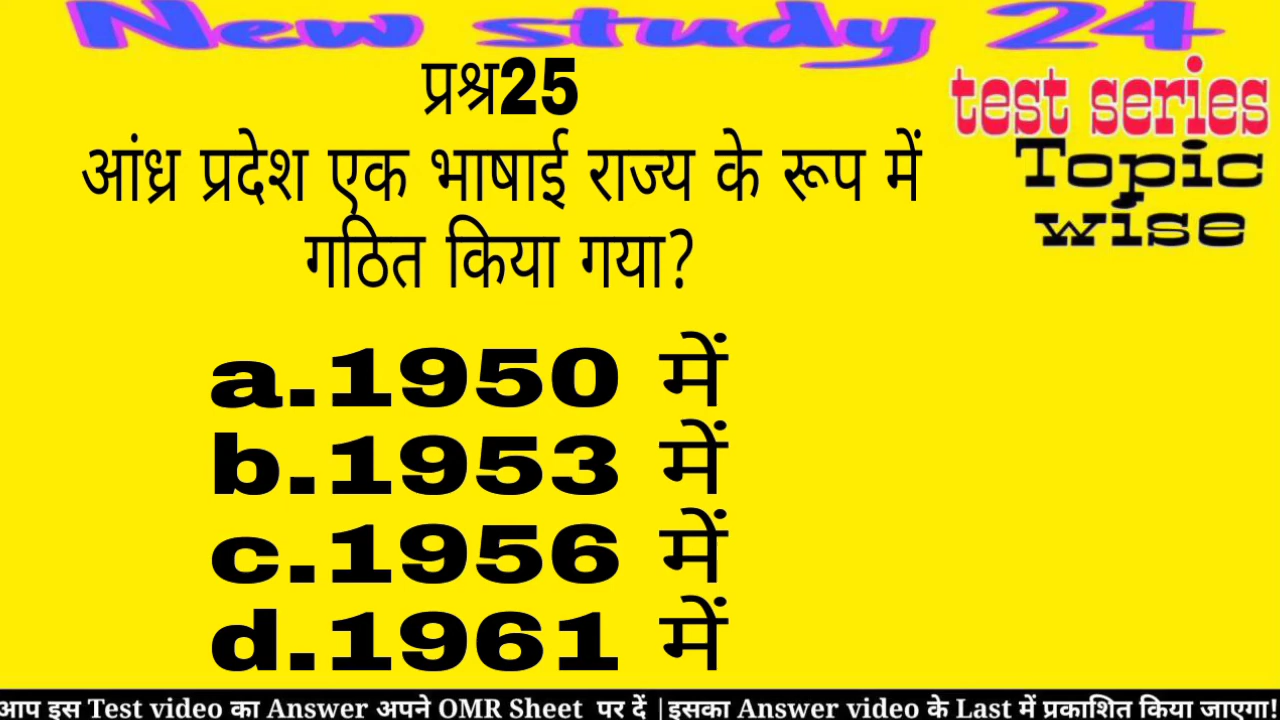 New study 24
test series
Topic
wise
प्रश्न25
आंध्र प्रदेश एक भाषाई राज्य के रूप में
गठित किया गया?
a.1950 में
b.1953 में
c.1956 में
d.1961 में
आप इस Test video का Answer अपने OMR Sheet पर दें |इसका Answer video के Last में प्रकाशित किया जाएगा!